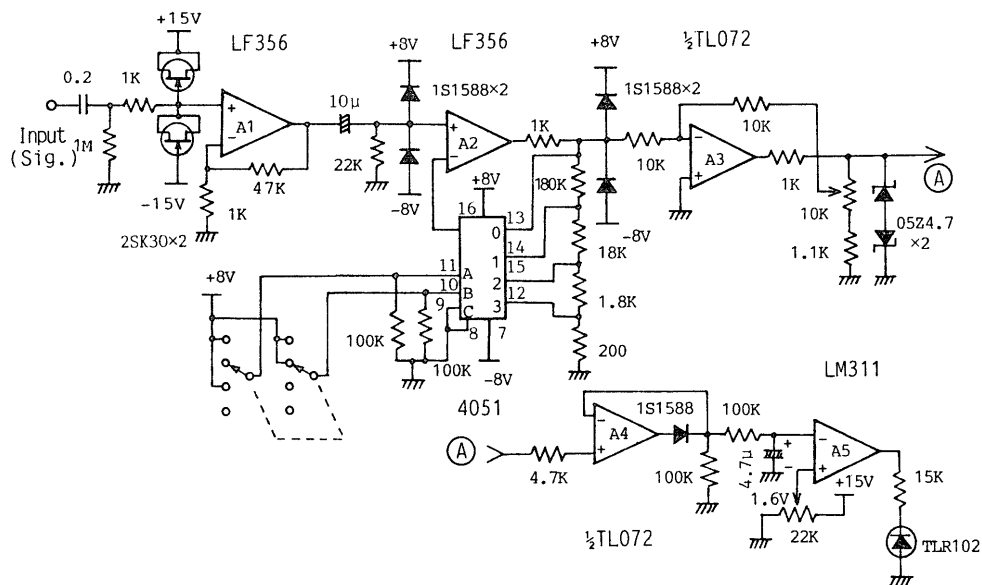 +15V
LF356
LF356
½TL072
+8V
+8V
0.2
1K
1S1588×2
1S1588×2
10μ
1K
10K
Input
(Sig.)
1M
+
A1
−
+
A2
−
−
A3
+
10K
1K
Ⓐ
47K
22K
−8V
+8V
180K
−15V
1K
2SK30×2
16
13
0
14
1
15
2
12
3
11
A
10
B
9
C
8
7
18K
−8V
10K
1.1K
05Z4.7
×2
1.8K
+8V
100K
100K
−8V
200
4051
LM311
Ⓐ
4.7K
−
A4
+
1S1588
100K
100K
4.7μ
+
−
−
A5
+
1.6V
+15V
22K
15K
TLR102
½TL072